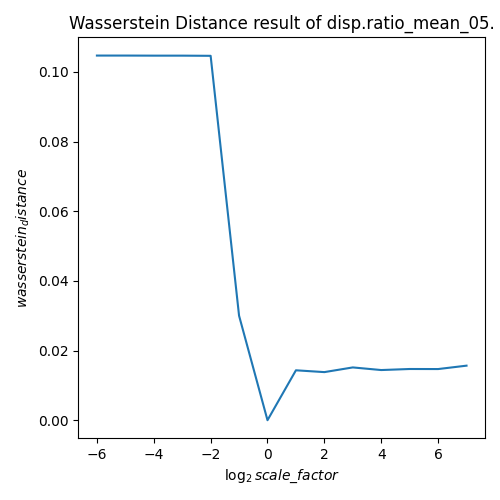 Wasserstein Distance result of disp.ratio_mean_05.
0.10
0.08
0.06
0.04
0.02
0.00
wasserstein_distance
−6 −4 −2 0 2 4 6
log₂ scale_factor